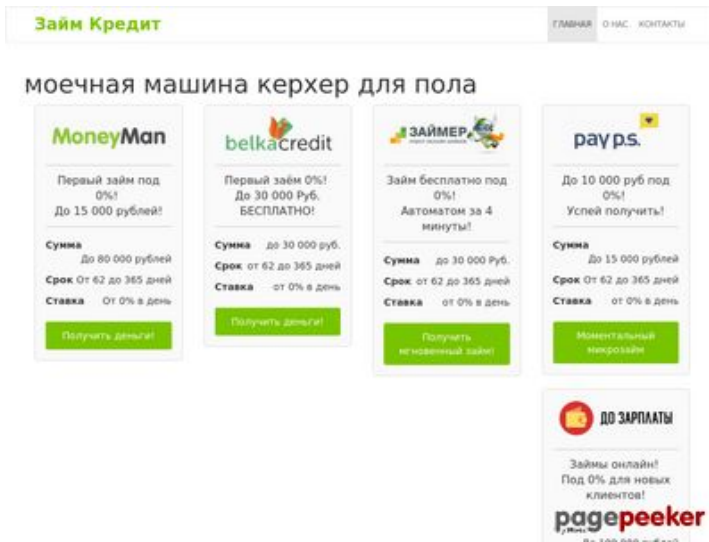 Займ Кредит
ГЛАВНАЯ О НАС КОНТАКТЫ
моечная машина керхер для пола
MoneyMan
Первый займ под
0%!
До 15 000 рублей!
Сумма
До 80 000 рублей
Срок От 62 до 365 дней
Ставка От 0% в день
Получить деньги!
belkacredit
Первый заём 0%!
До 30 000 Руб.
БЕСПЛАТНО!
Сумма до 30 000 руб.
Срок от 62 до 365 дней
Ставка от 0% в день
Получить деньги!
ЗАЙМЕР
Займ бесплатно под
0%!
Автоматом за 4
минуты!
Сумма до 30 000 Руб.
Срок от 62 до 365 дней
Ставка от 0% в день
Получить
мгновенный займ!
pay p.s.
До 10 000 руб под
0%!
Успей получить!
Сумма
До 15 000 рублей
Срок От 62 до 365 дней
Ставка От 0% в день
Моментальный
микрозайм
ДО ЗАРПЛАТЫ
Займы онлайн!
Под 0% для новых
клиентов!
pagepeeker
До 100 000 рублей